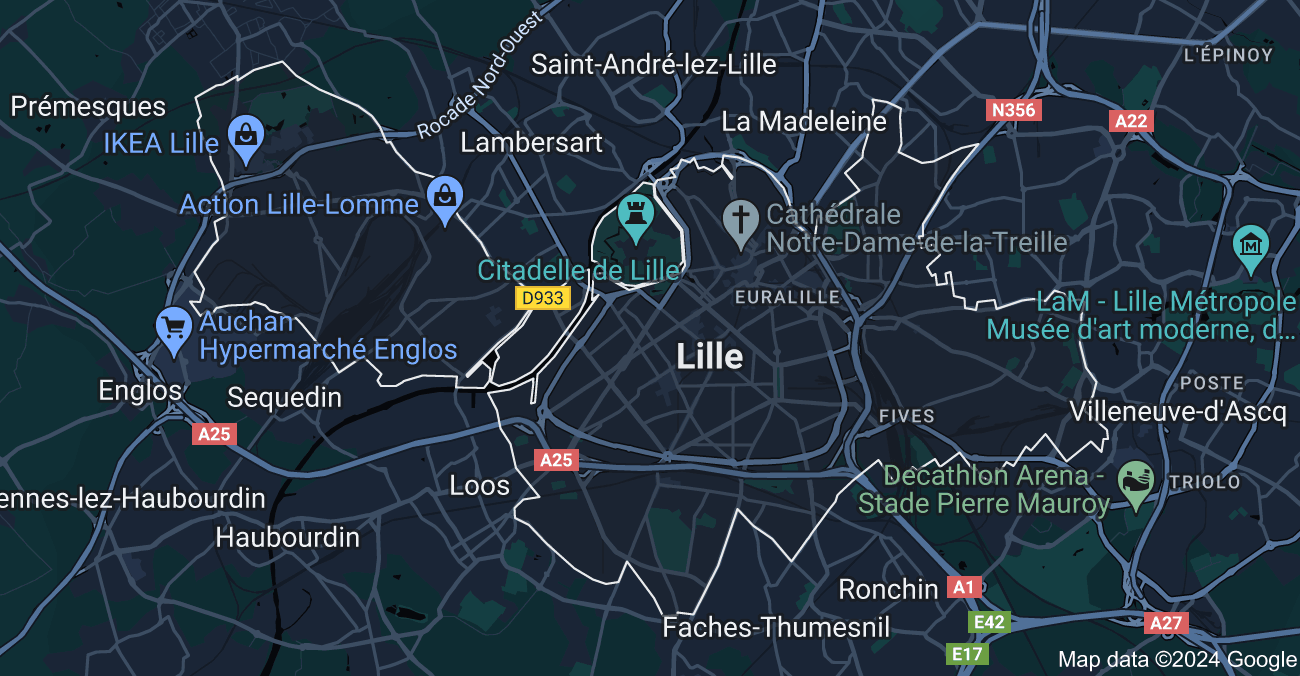 Rocade Nord-Ouest
Saint-André-lez-Lille
L'ÉPINOY
Prémesques
IKEA Lille
Lambersart
La Madeleine
N356
A22
Action Lille-Lomme
Cathédrale
Notre-Dame-de-la-Treille
Citadelle de Lille
D933
EURALILLE
LaM - Lille Métropole
Musée d'art moderne, d...
Auchan
Hypermarché Englos
Lille
Englos
Sequedin
POSTE
Villeneuve-d'Ascq
FIVES
A25
A25
Loos
Decathlon Arena -
Stade Pierre Mauroy
TRIOLO
ennes-lez-Haubourdin
Haubourdin
Ronchin
A1
Faches-Thumesnil
E42
A27
E17
Map data ©2024 Google